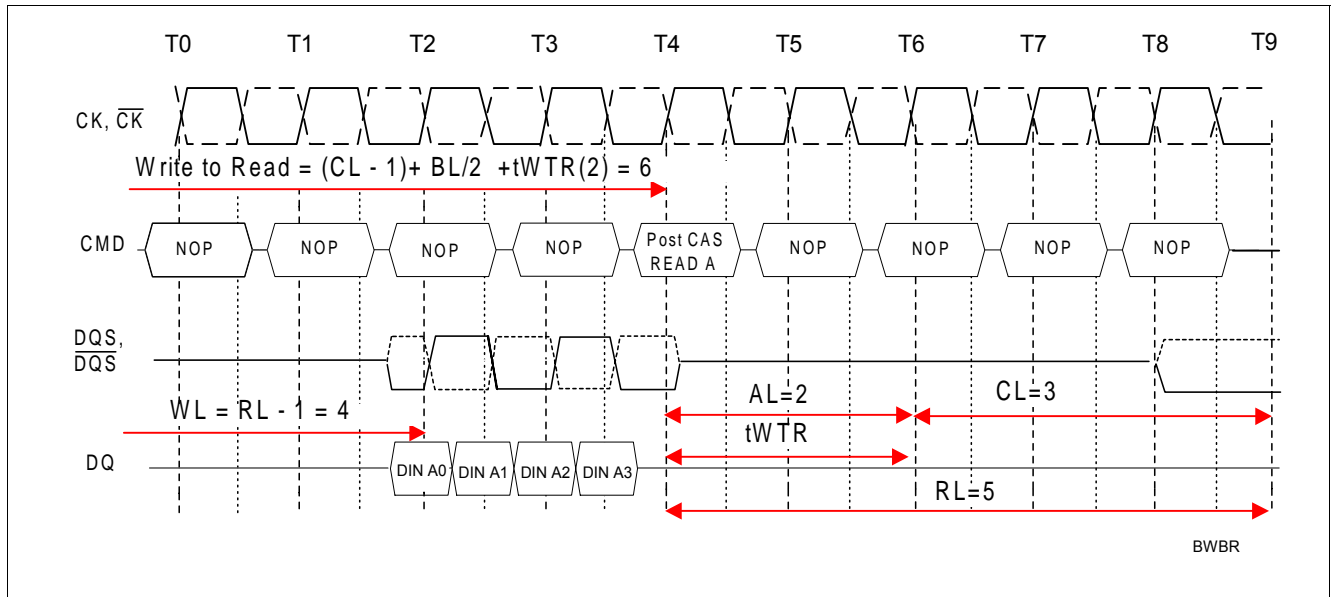 T0 T1 T2 T3 T4 T5 T6 T7 T8 T9
CK, CK
Write to Read = (CL - 1)+ BL/2 +tWTR(2) = 6
CMD NOP NOP NOP NOP Post CAS READ A NOP NOP NOP NOP
DQS,
DQS
AL=2 CL=3
WL = RL - 1 = 4
tWTR
DQ DIN A0 DIN A1 DIN A2 DIN A3
RL=5
BWBR